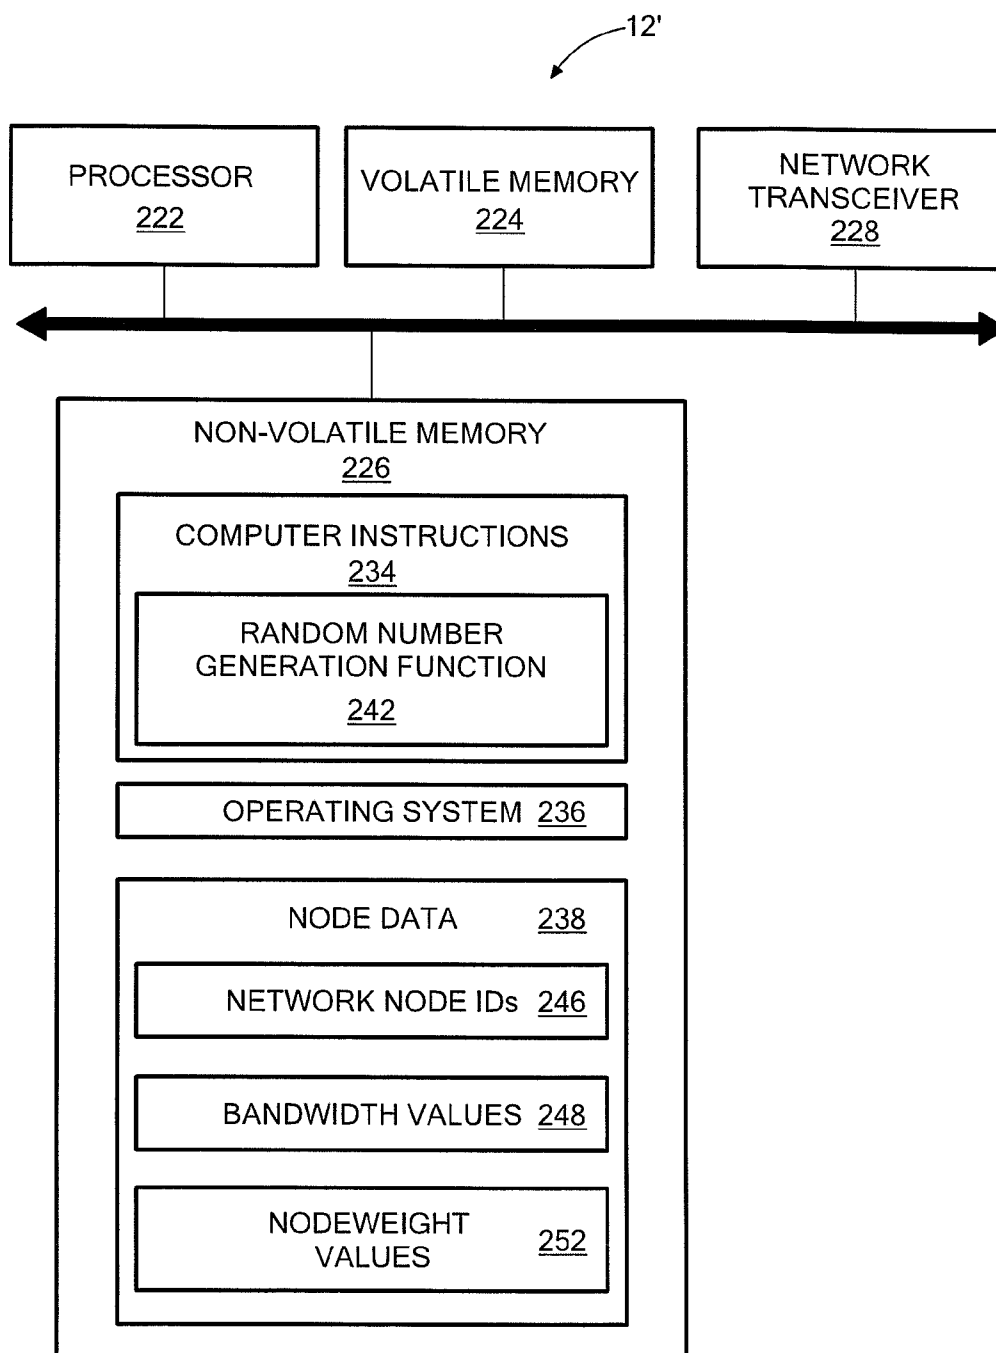 12'
PROCESSOR
222
VOLATILE MEMORY
224
NETWORK
TRANSCEIVER
228
NON-VOLATILE MEMORY
226
COMPUTER INSTRUCTIONS
234
RANDOM NUMBER
GENERATION FUNCTION
242
OPERATING SYSTEM 236
NODE DATA 238
NETWORK NODE IDs 246
BANDWIDTH VALUES 248
NODEWEIGHT
VALUES 252